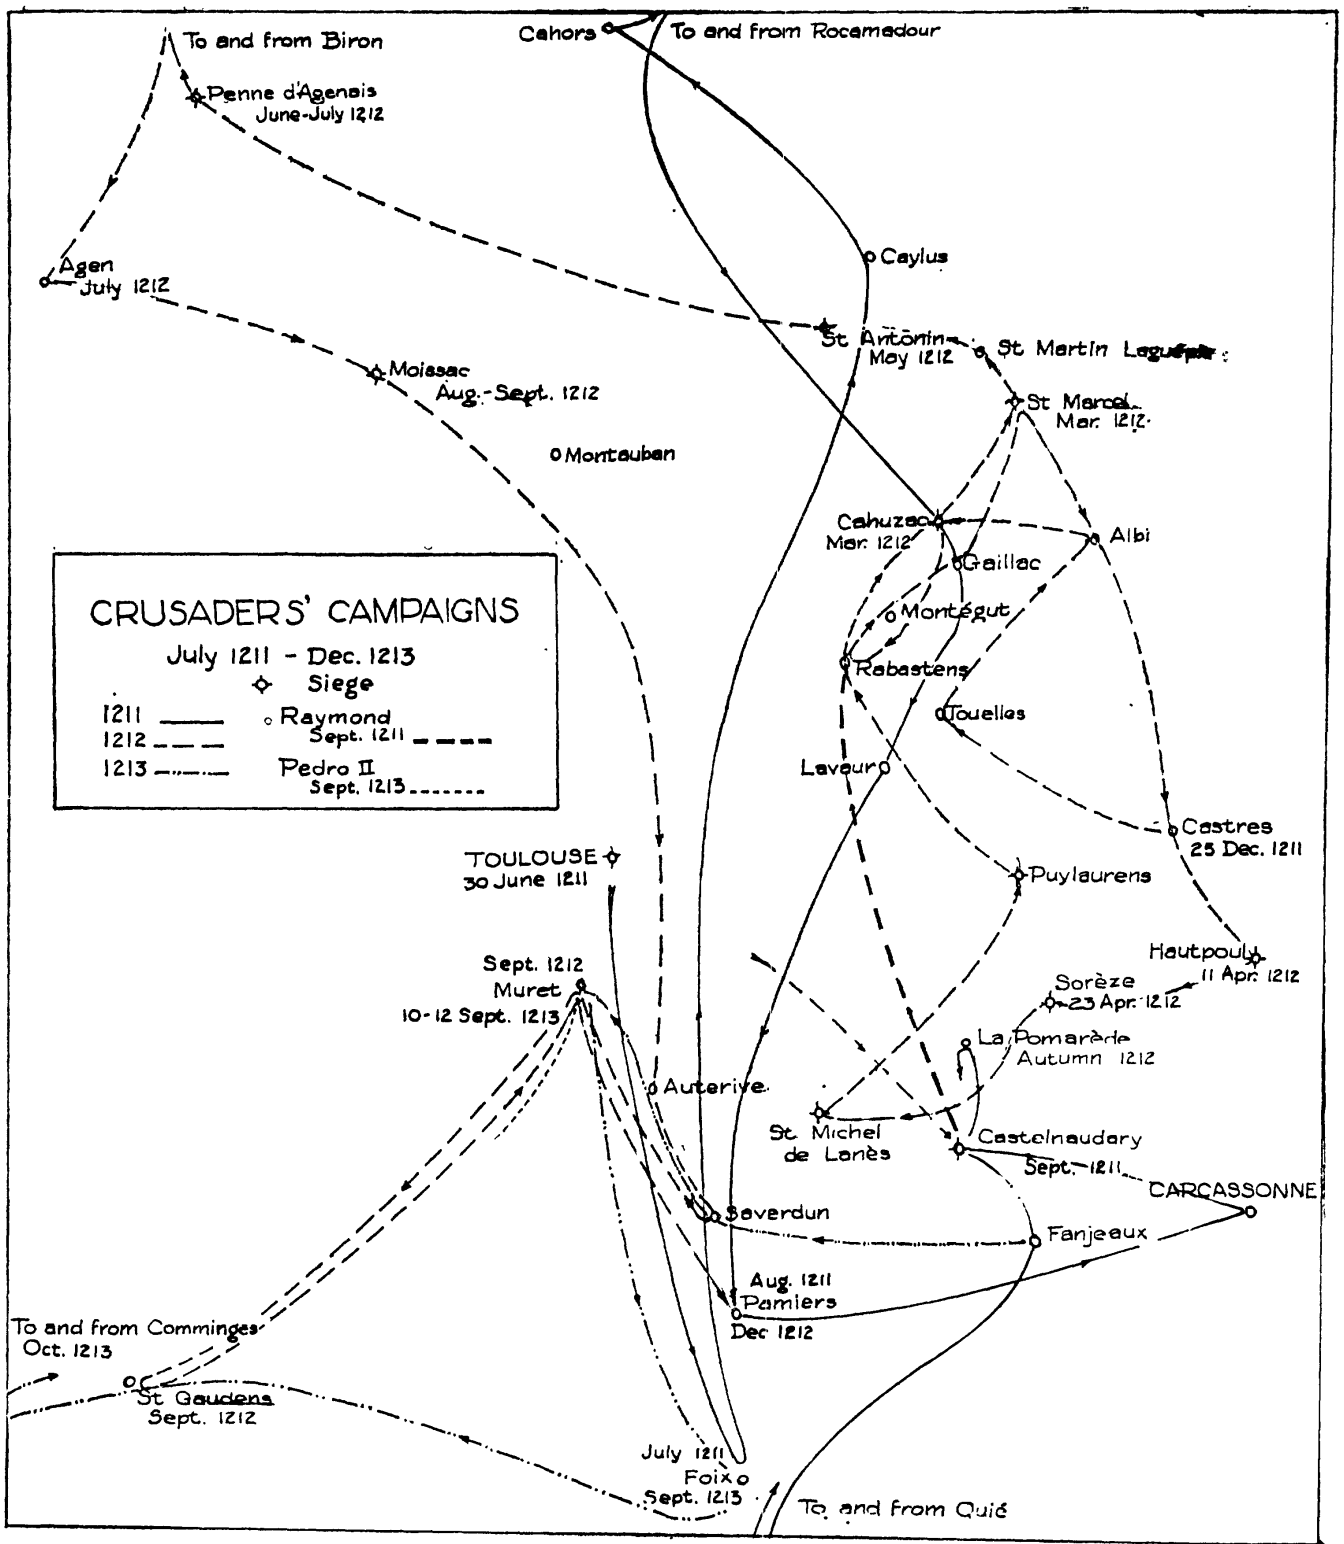 To and from Biron
Cahors
To and from Rocamadour
Penne d'Agenais
June-July 1212
Agen
July 1212
Caylus
St Antonin
May 1212
St Martin
Moissac
Aug.-Sept. 1212
St Marcel
Mar. 1212
Montauban
Cahuzac
Mar. 1212
Albi
Gaillac
Montégut
Rabastens
Touelles
Lavaur
CRUSADERS' CAMPAIGNS
July 1211 - Dec. 1213
Siege
1211
1212
1213
Raymond
Sept. 1211
Pedro II
Sept. 1213
Castres
25 Dec. 1211
TOULOUSE
30 June 1211
Puylaurens
Hautpoul
11 Apr. 1212
Sept. 1212
Muret
10-12 Sept. 1213
Sorèze
23 Apr. 1212
La Pomarède
Autumn 1212
Auterive
St Michel
de Lanès
Castelnaudary
Sept. 1211
CARCASSONNE
Saverdun
Fanjeaux
Aug. 1211
Pamiers
Dec 1212
To and from Comminges
Oct. 1213
St Gaudens
Sept. 1212
July 1211
Foix
Sept. 1213
To and from Quié